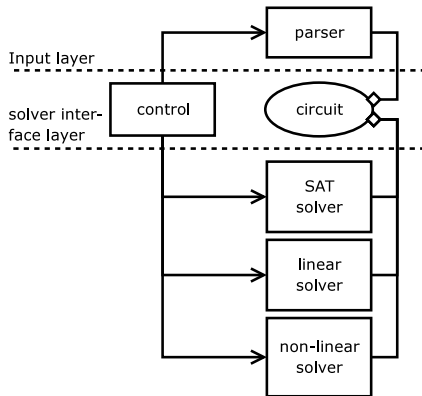 parser
Input layer
solver inter-
face layer
control
circuit
SAT
solver
linear
solver
non-linear
solver